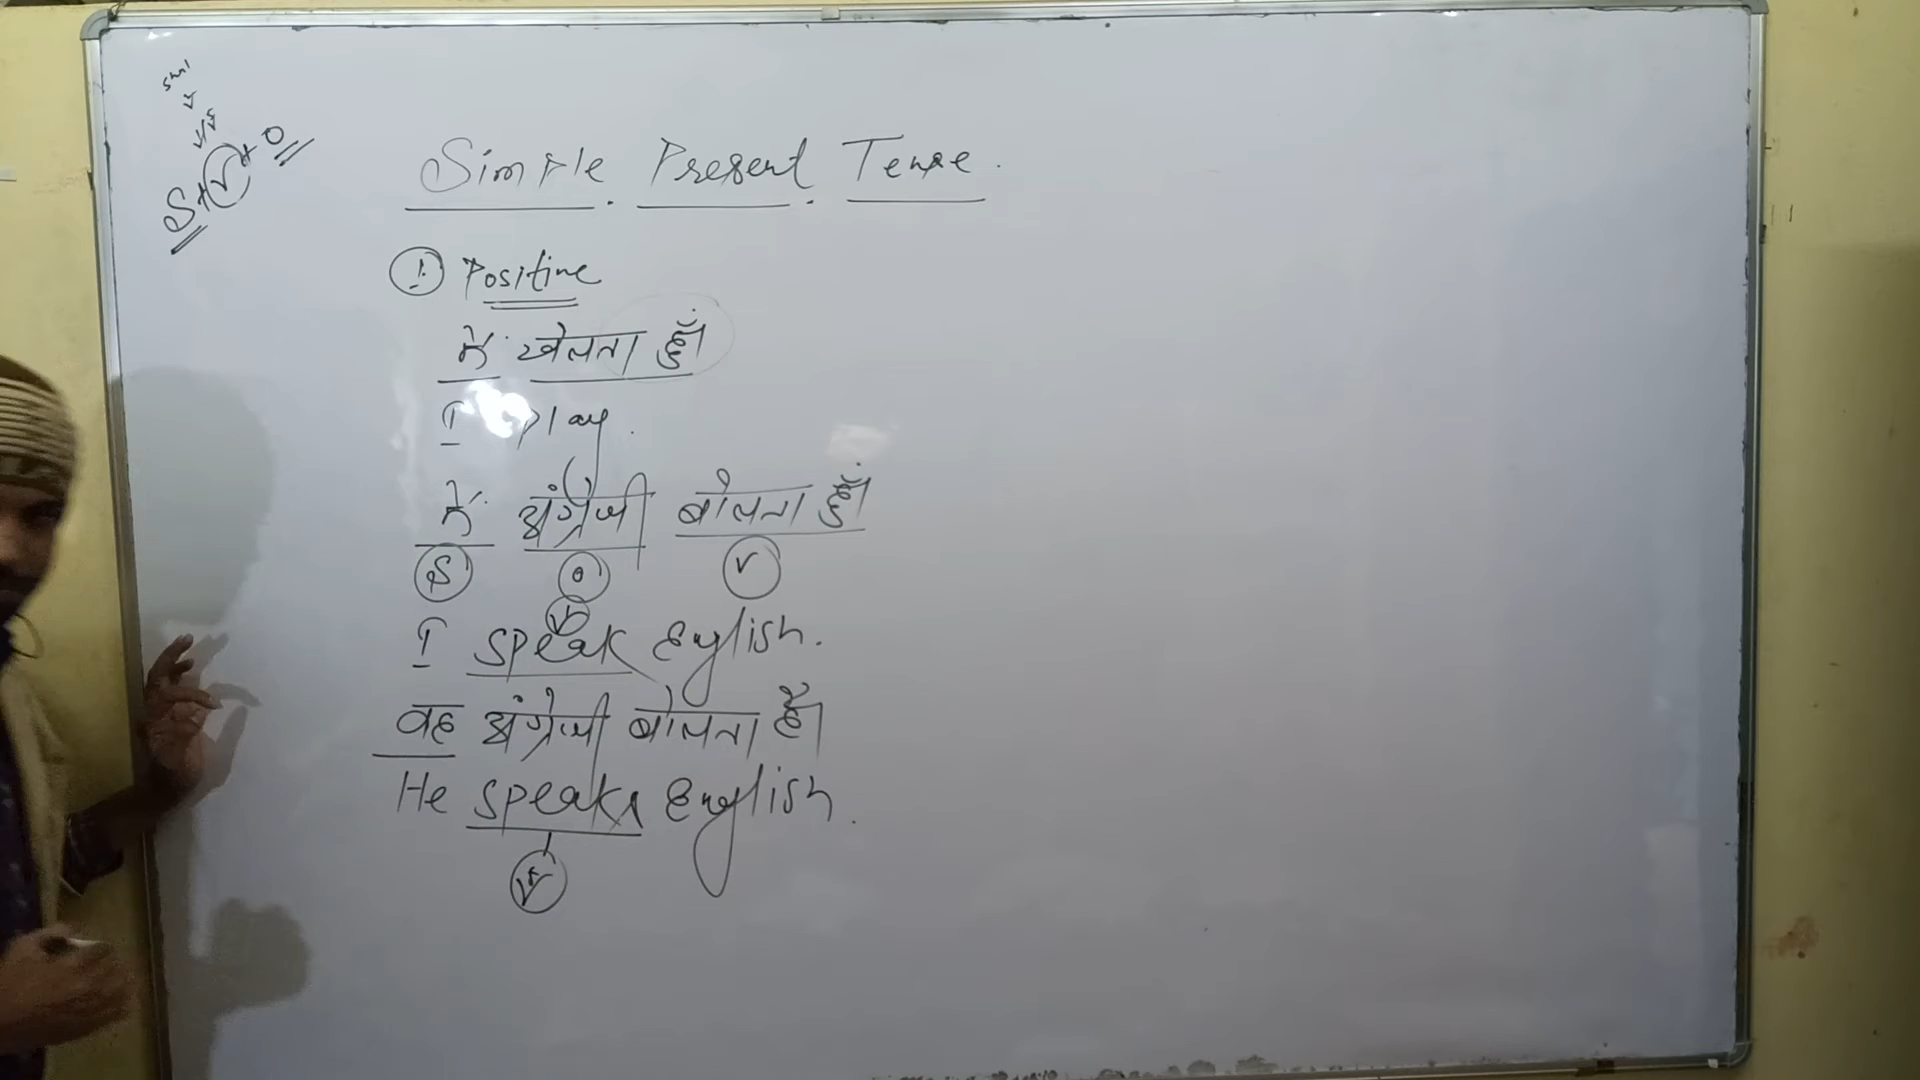 S+V+O
Simple Present Tense.
① Positive
मैं खेलता हूँ।
I play.
मैं अंग्रेजी बोलता हूँ।
S O V
V
I speak English.
वह अंग्रेजी बोलता है।
He speaks English.